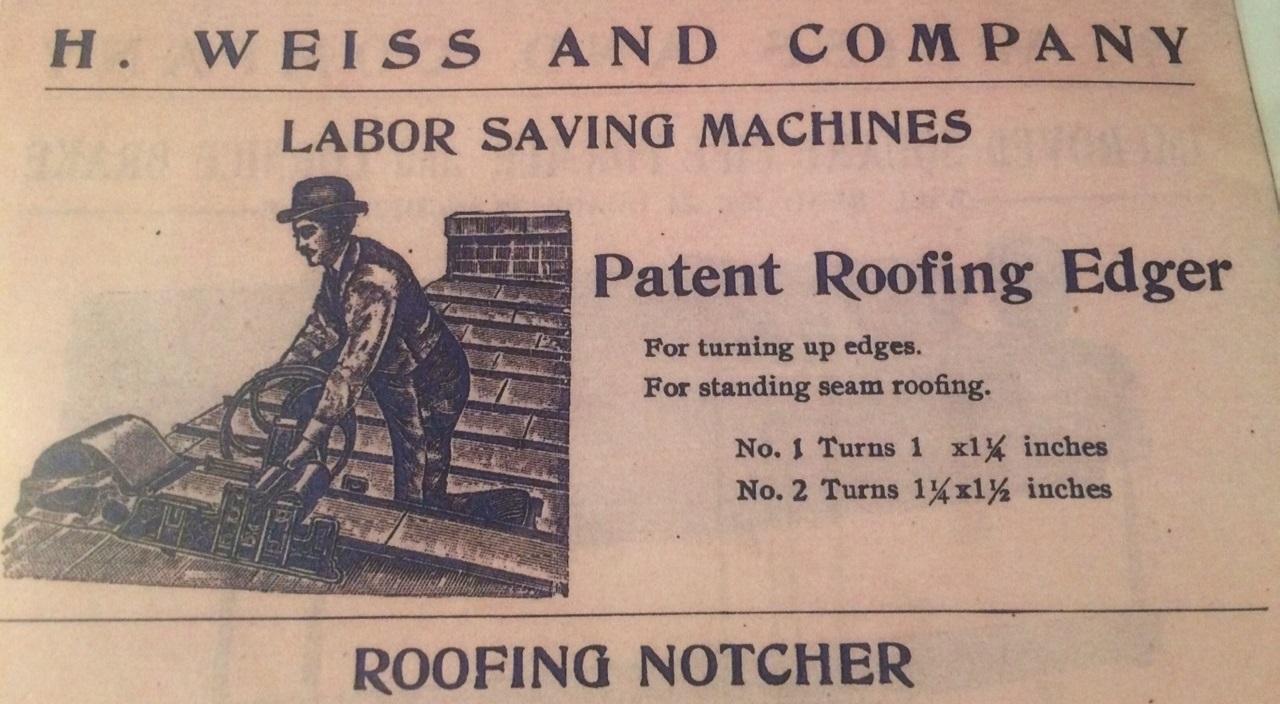 H. WEISS AND COMPANY
LABOR SAVING MACHINES
Patent Roofing Edger
For turning up edges.
For standing seam roofing.
No. 1 Turns 1 x1¼ inches
No. 2 Turns 1¼x1½ inches
ROOFING NOTCHER